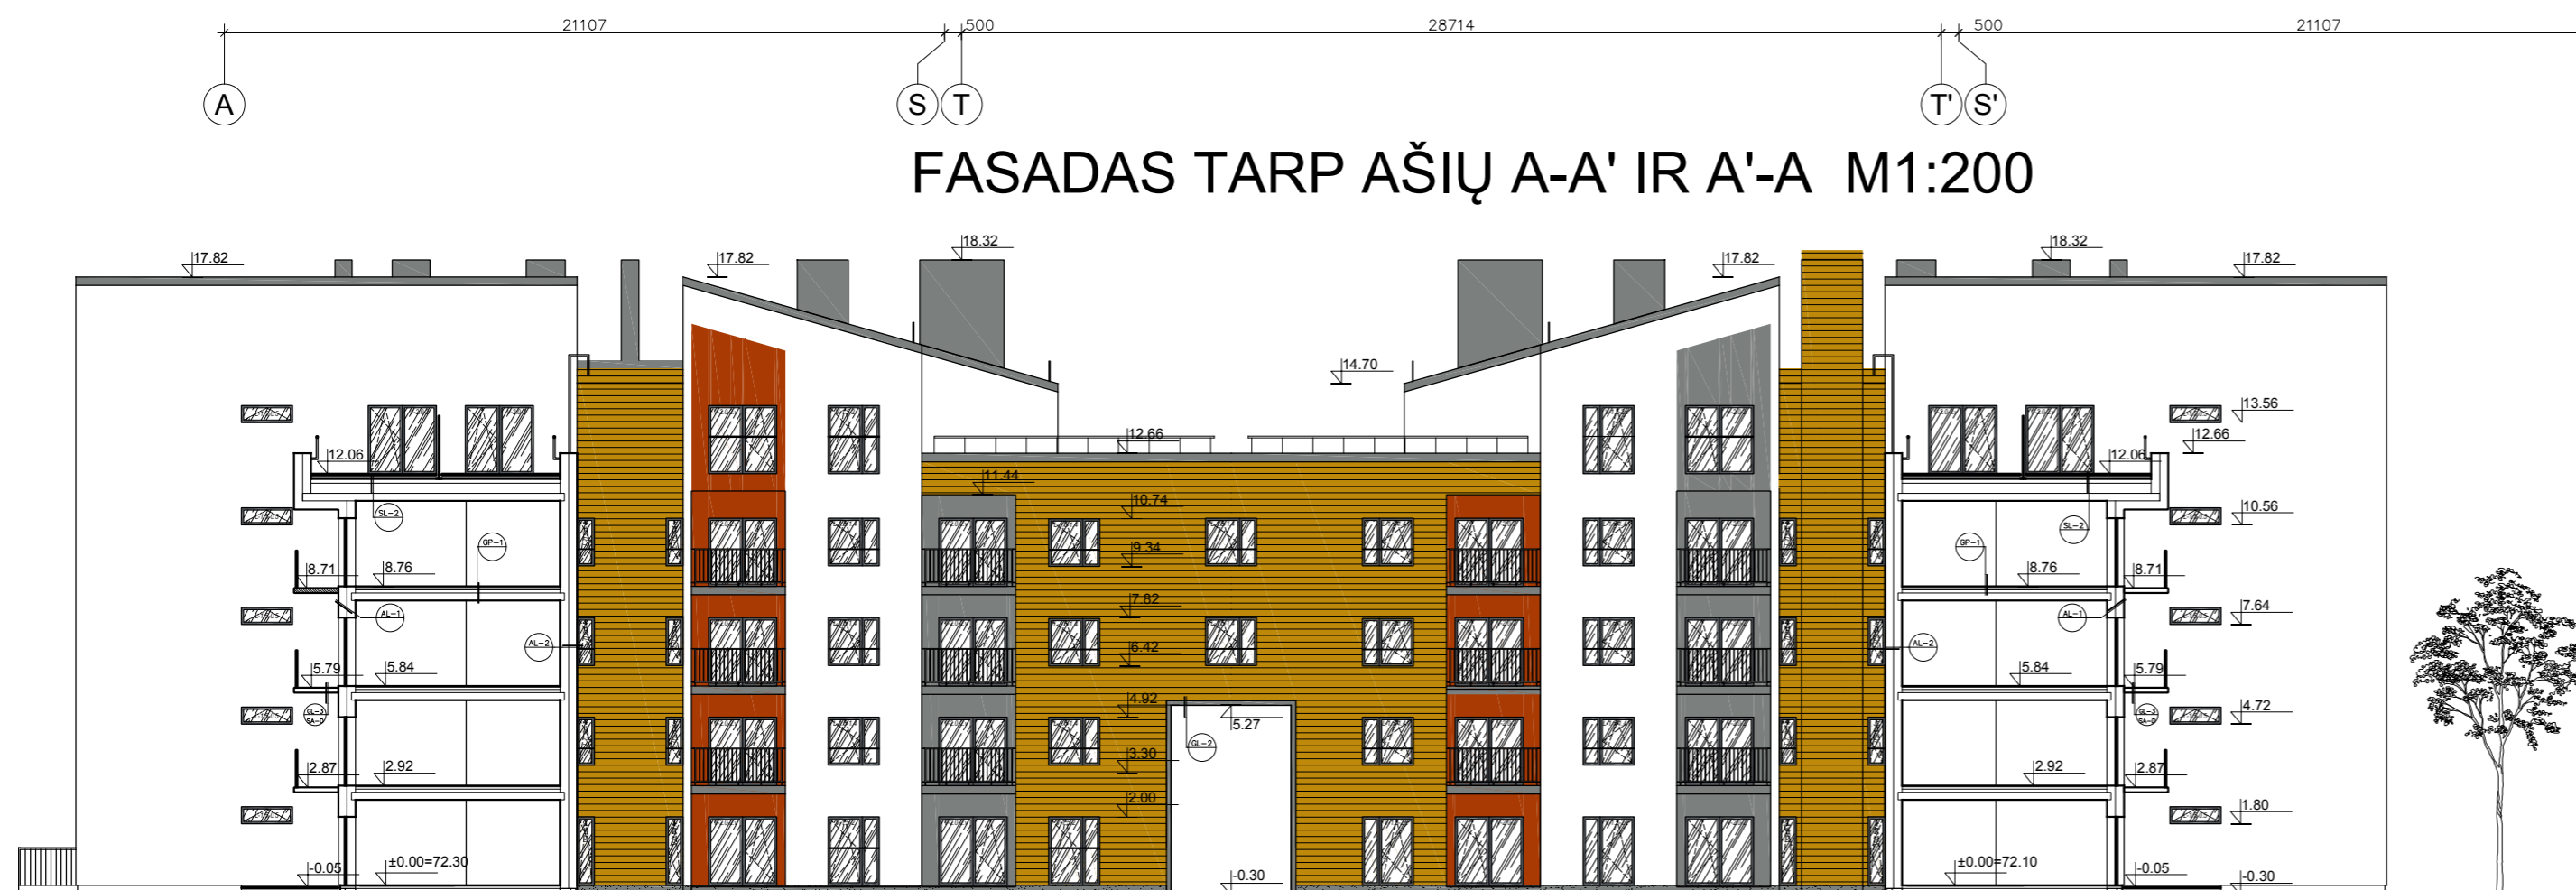 21107 500 28714 500 21107
A S T T' S'
FASADAS TARP AŠIŲ A-A' IR A'-A M1:200
18.32 18.32
17.82 17.82 17.82 17.82
14.70
13.56
12.66 12.66
12.06 12.06
11.44
10.74 10.56
SL-2 SL-2
GP-1 GP-1
9.34
8.71 8.76 8.76 8.71
7.82 7.64
AL-1 AL-1
AL-2 6.42 AL-2
5.79 5.84 5.84 5.79
4.92 4.72
GL-3 5.27 GL-3
SA-D SA-D
GL-2
3.30
2.87 2.92 2.92 2.87
2.00 1.80
-0.05 ±0.00=72.30 -0.30 ±0.00=72.10 -0.05 -0.30